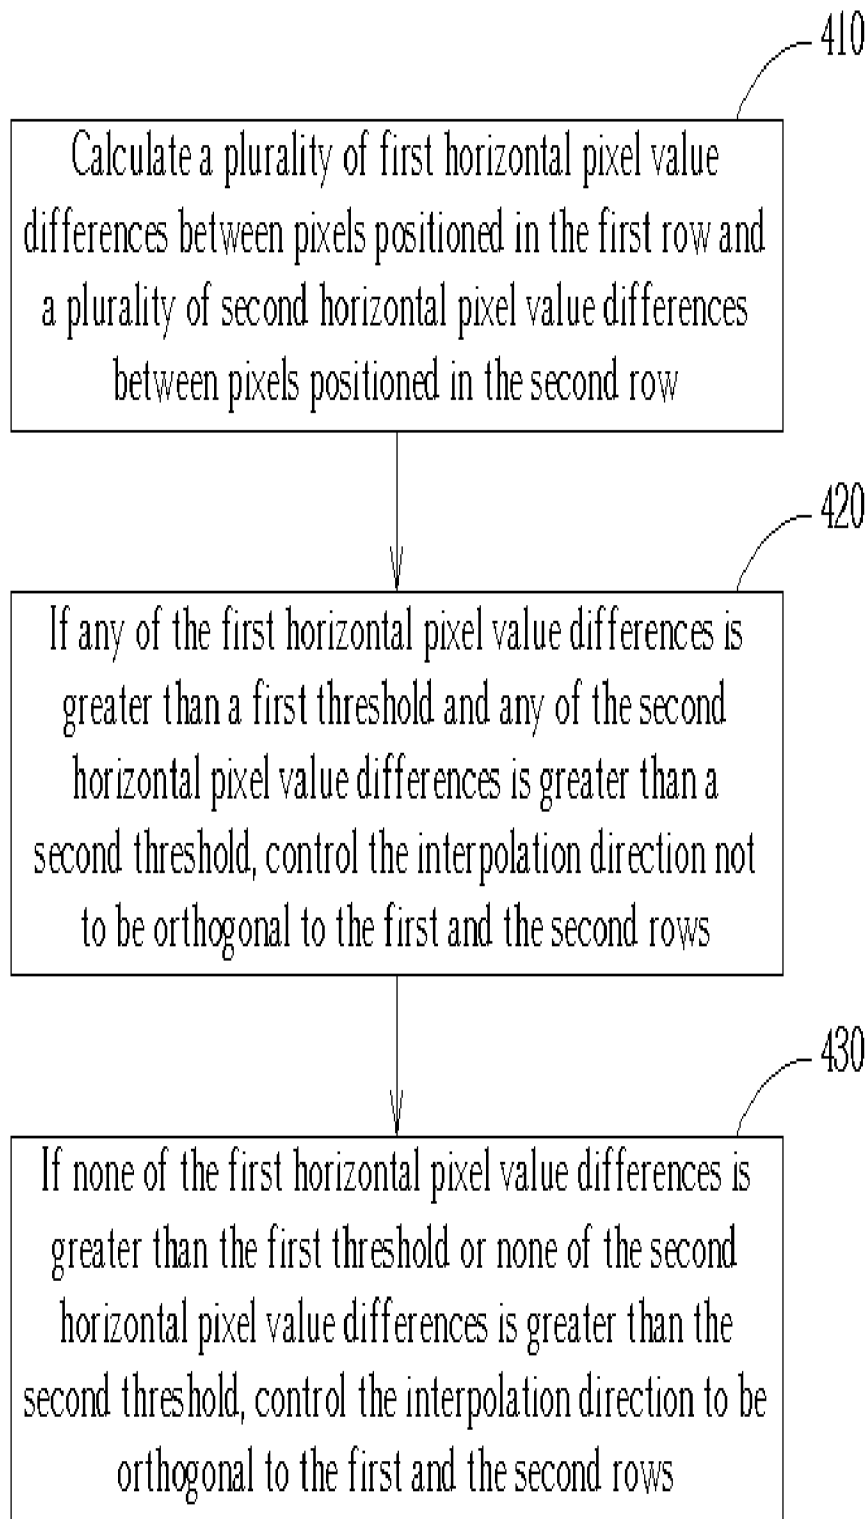 410
Calculate a plurality of first horizontal pixel value
differences between pixels positioned in the first row and
a plurality of second horizontal pixel value differences
between pixels positioned in the second row
420
If any of the first horizontal pixel value differences is
greater than a first threshold and any of the second
horizontal pixel value differences is greater than a
second threshold, control the interpolation direction not
to be orthogonal to the first and the second rows
430
If none of the first horizontal pixel value differences is
greater than the first threshold or none of the second
horizontal pixel value differences is greater than the
second threshold, control the interpolation direction to be
orthogonal to the first and the second rows